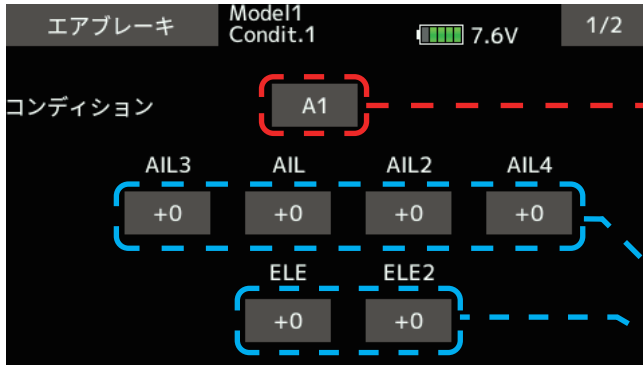 エアブレーキ
Model1
Condit.1
7.6V
1/2
コンディション
A1
AIL3 AIL AIL2 AIL4
+0 +0 +0 +0
ELE ELE2
+0 +0